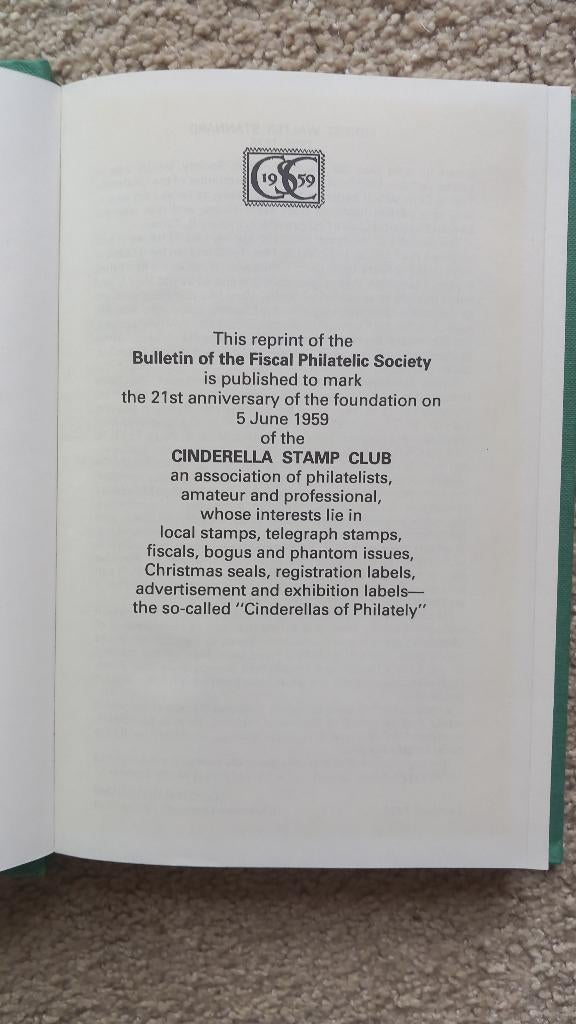 CSC
19 59
This reprint of the
Bulletin of the Fiscal Philatelic Society
is published to mark
the 21st anniversary of the foundation on
5 June 1959
of the
CINDERELLA STAMP CLUB
an association of philatelists,
amateur and professional,
whose interests lie in
local stamps, telegraph stamps,
fiscals, bogus and phantom issues,
Christmas seals, registration labels,
advertisement and exhibition labels—
the so-called "Cinderellas of Philately"